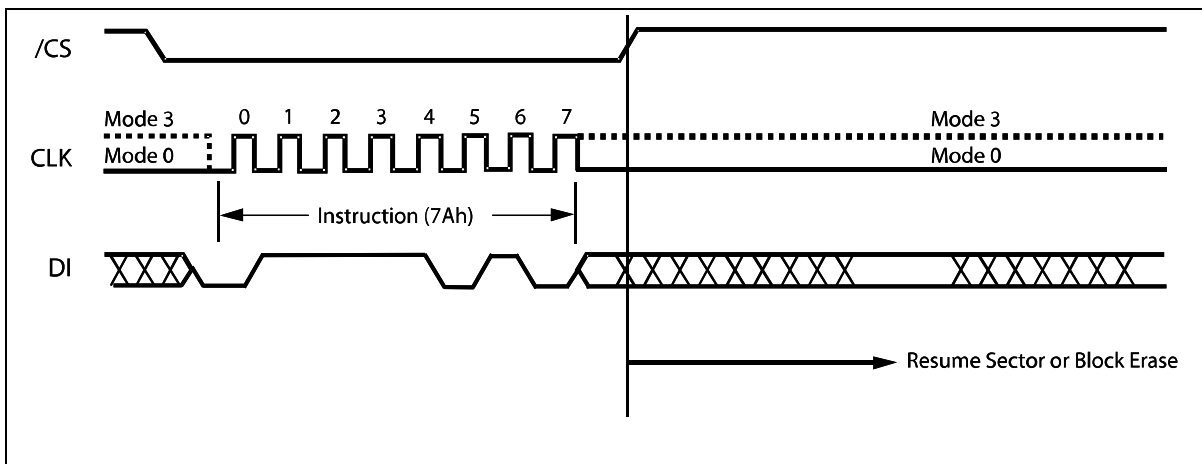 /CS
Mode 3
0 1 2 3 4 5 6 7
Mode 3
CLK
Mode 0
Mode 0
Instruction (7Ah)
DI
Resume Sector or Block Erase